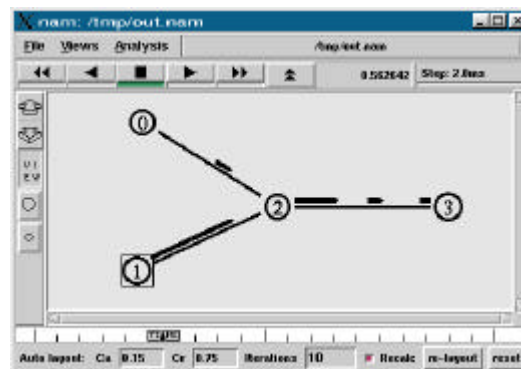 nam: /tmp/out.nam
File Views Analysis /tmp/out.nam
0.562642 Step: 2.0ms
0
2
3
1
TIME
Auto layout: Ca 0.15 Cr 0.75 Iterations 10 Recalc re-layout reset